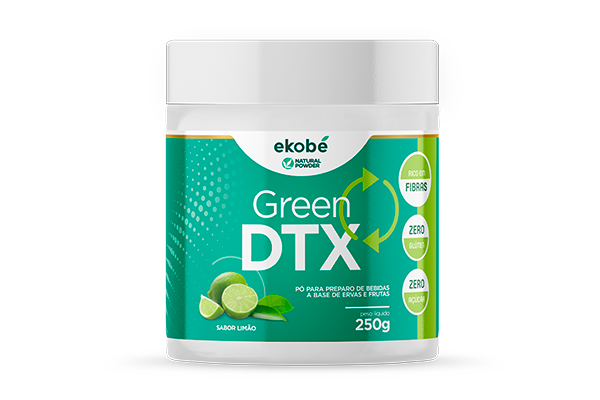 ekobé
NATURAL
POWDER
Green
DTX
PÓ PARA PREPARO DE BEBIDAS
A BASE DE ERVAS E FRUTAS
peso líquido
250g
SABOR LIMÃO
RICO EM
FIBRAS
ZERO
GLÚTEN
ZERO
AÇÚCAR